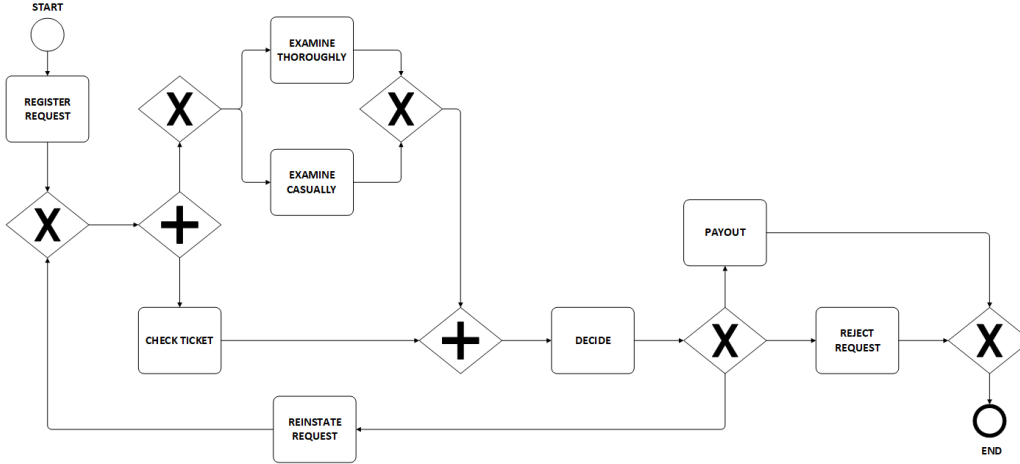 START
REGISTER
REQUEST
X
X
EXAMINE
THOROUGHLY
EXAMINE
CASUALLY
X
CHECK TICKET
DECIDE
X
PAYOUT
REJECT
REQUEST
X
REINSTATE
REQUEST
END